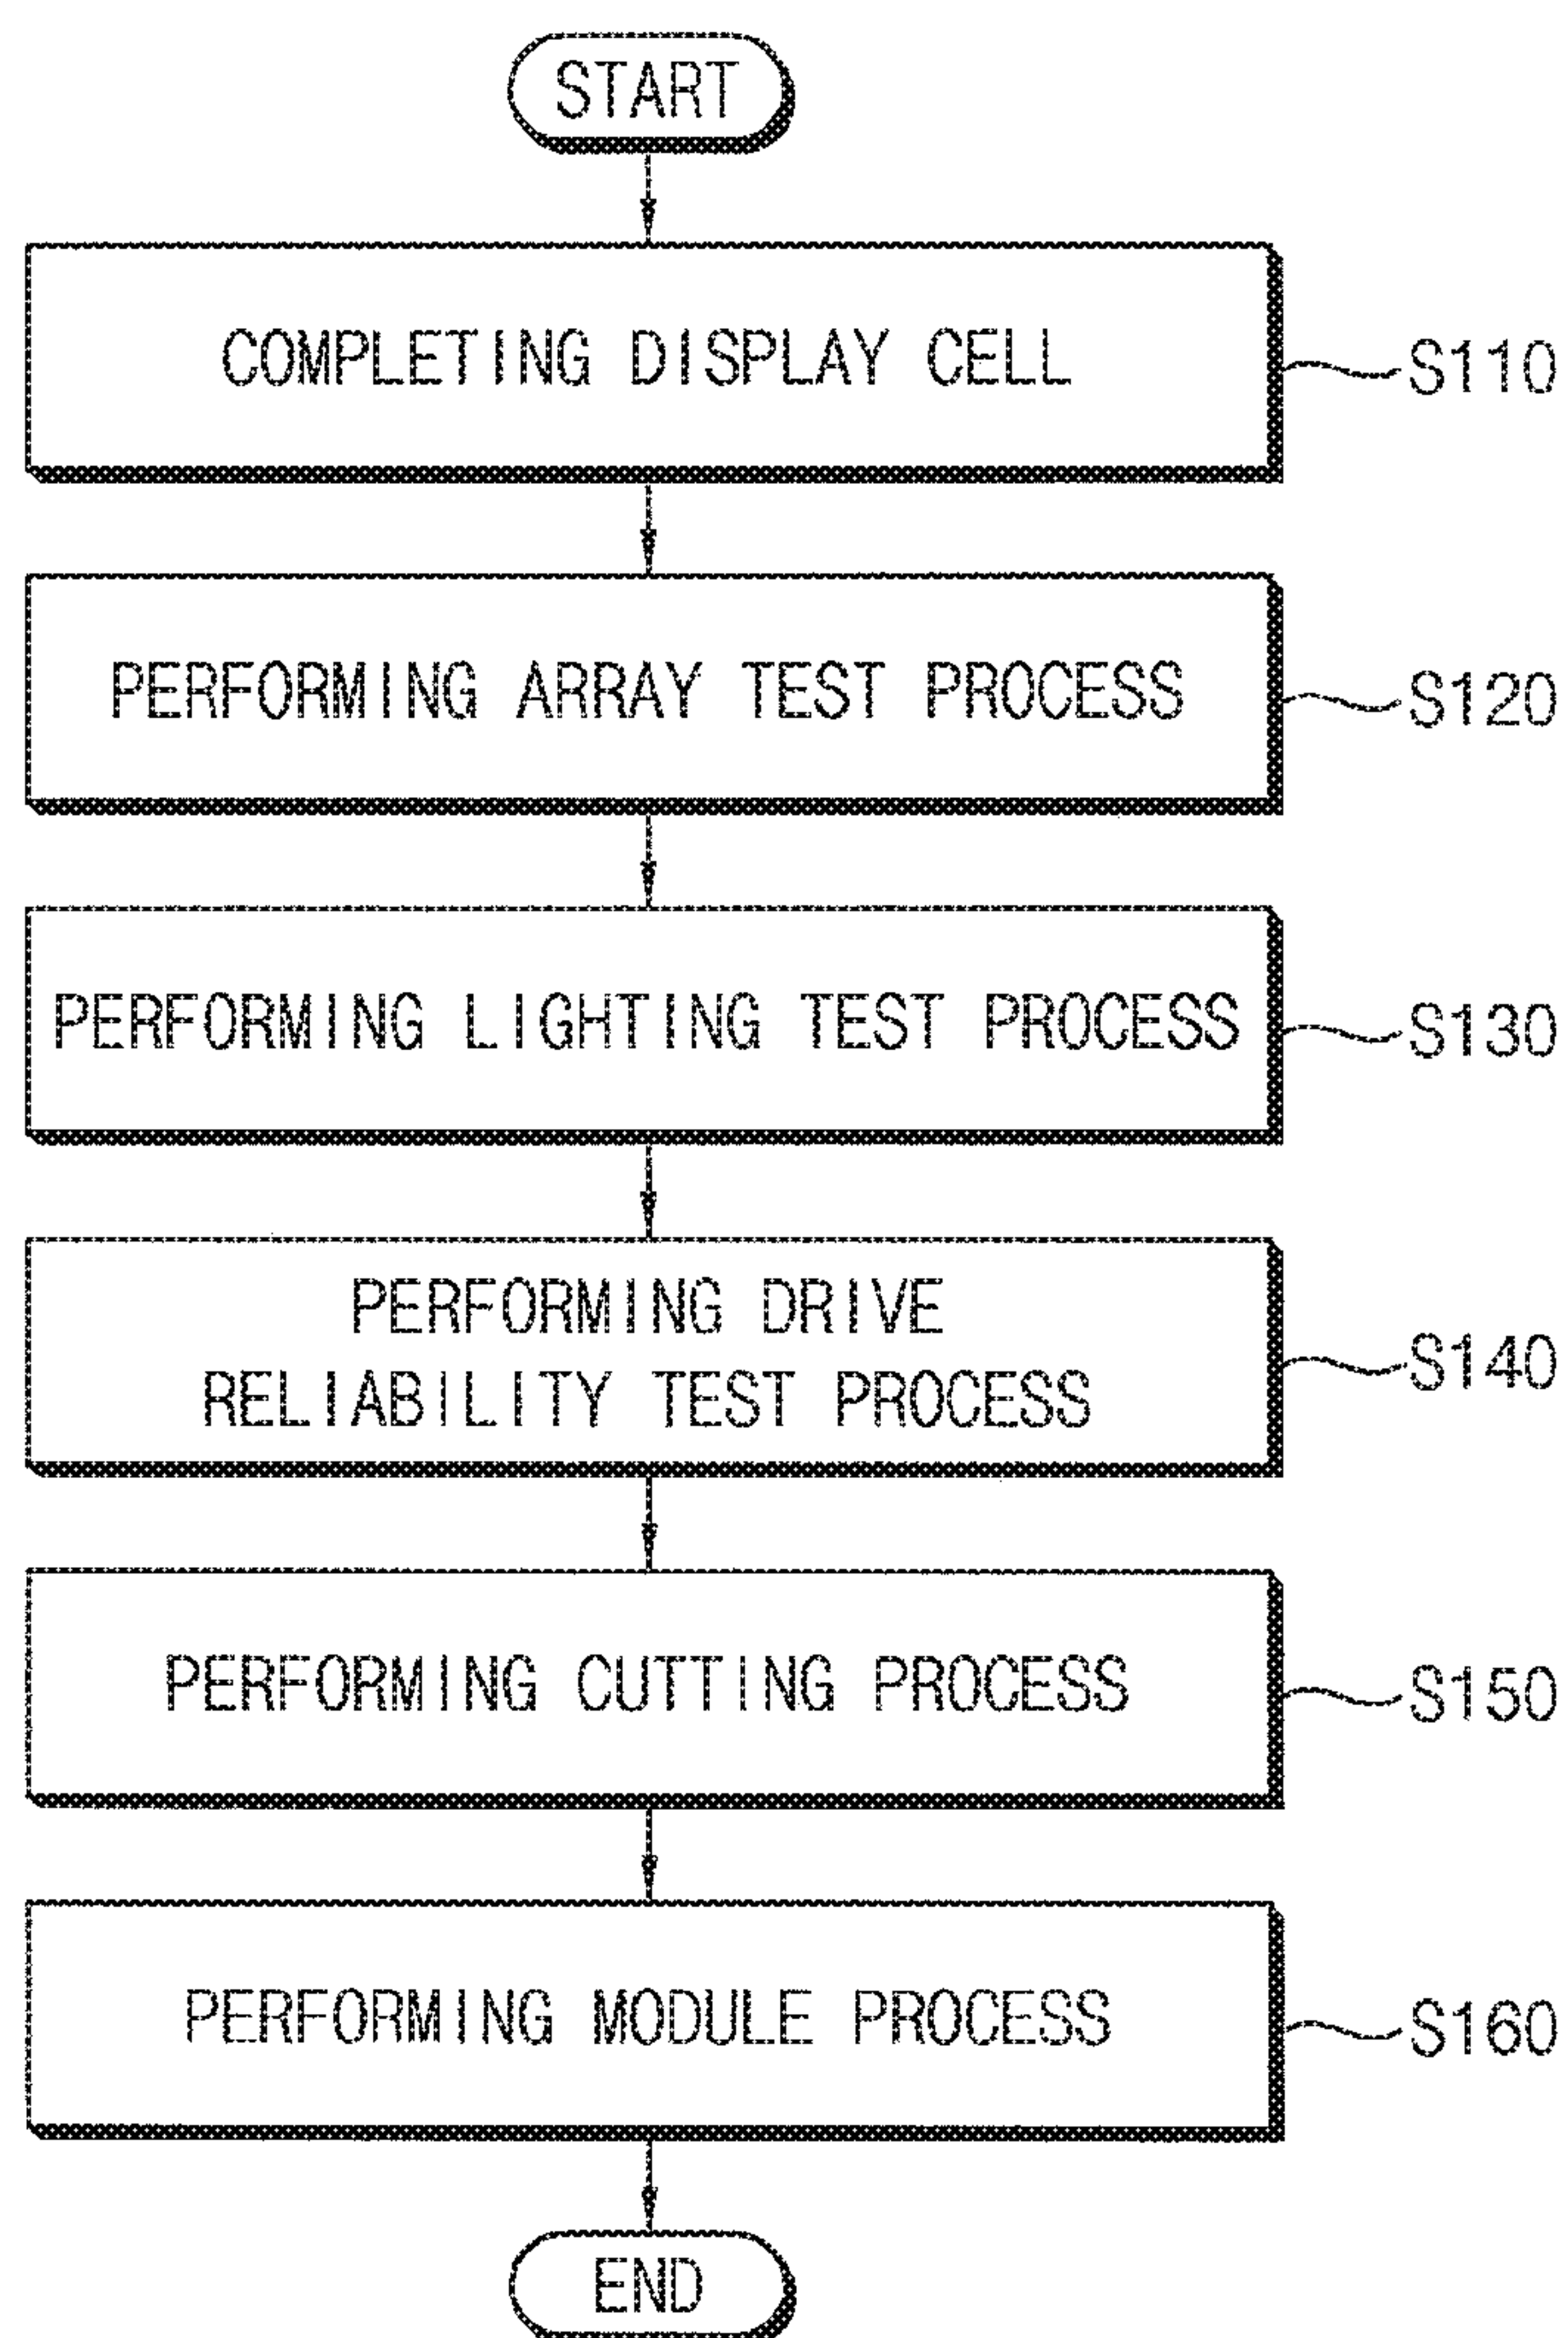 START
COMPLETING DISPLAY CELL
S110
PERFORMING ARRAY TEST PROCESS
S120
PERFORMING LIGHTING TEST PROCESS
S130
PERFORMING DRIVE
RELIABILITY TEST PROCESS
S140
PERFORMING CUTTING PROCESS
S150
PERFORMING MODULE PROCESS
S160
END